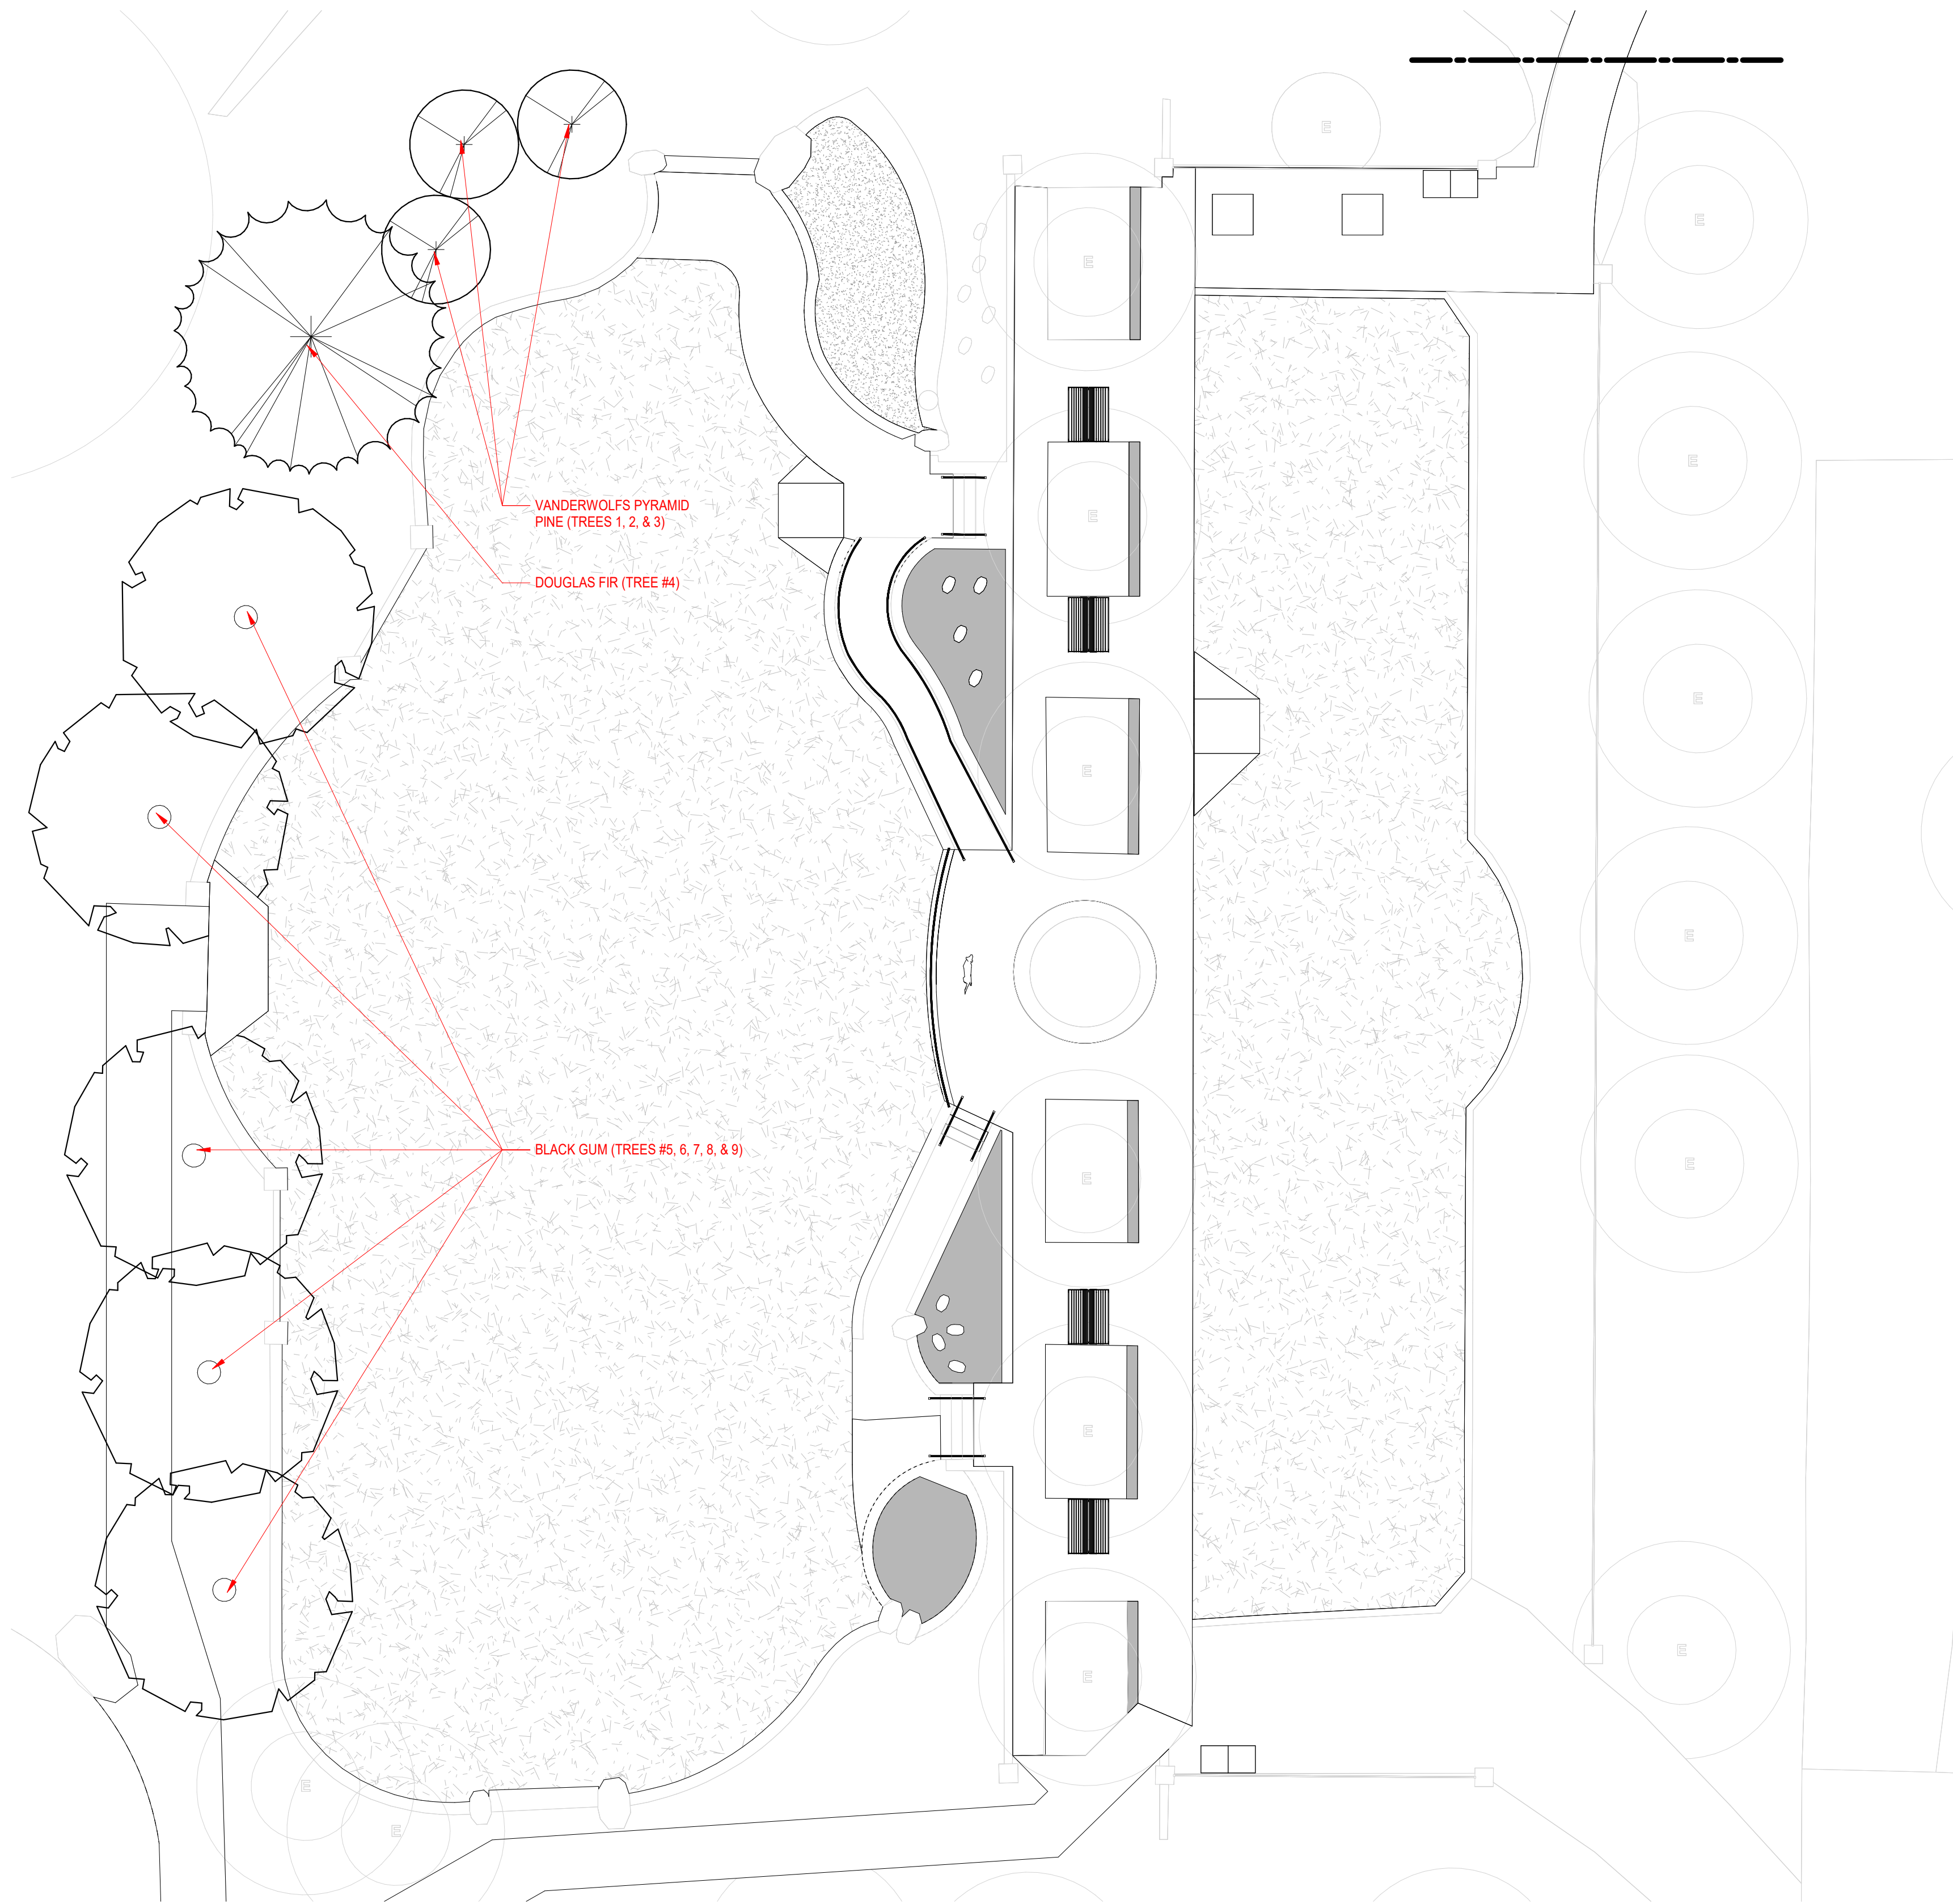 E
E
E
E
E
VANDERWOLFS PYRAMID
PINE (TREES 1, 2, & 3)
E
DOUGLAS FIR (TREE #4)
E
E
E
BLACK GUM (TREES #5, 6, 7, 8, & 9)
E
E
E
E
E
E
E